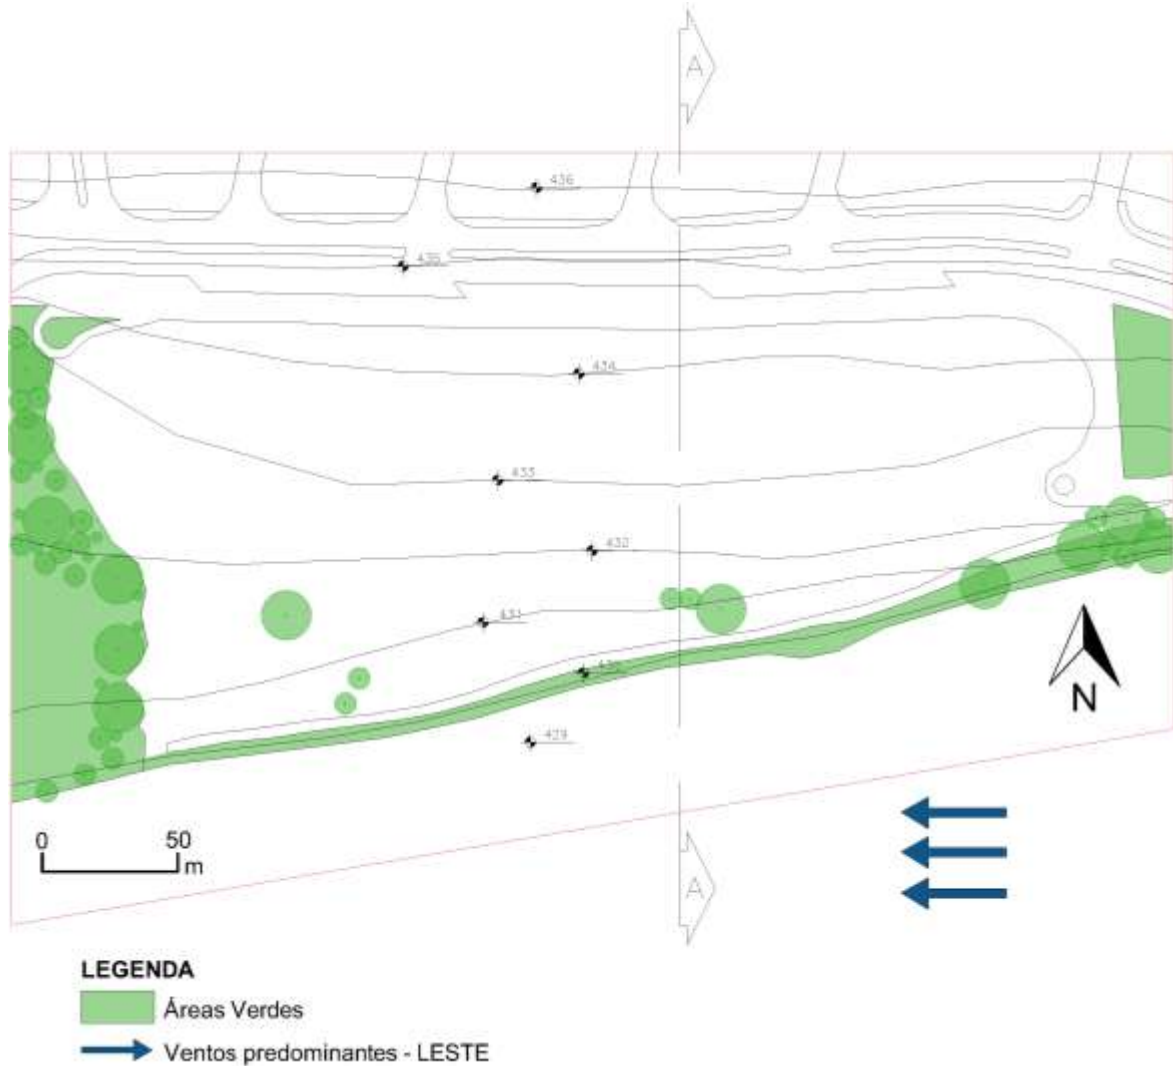 A
436
435
434
433
432
431
430
429
N
0 50
m
A
LEGENDA
Áreas Verdes
Ventos predominantes - LESTE